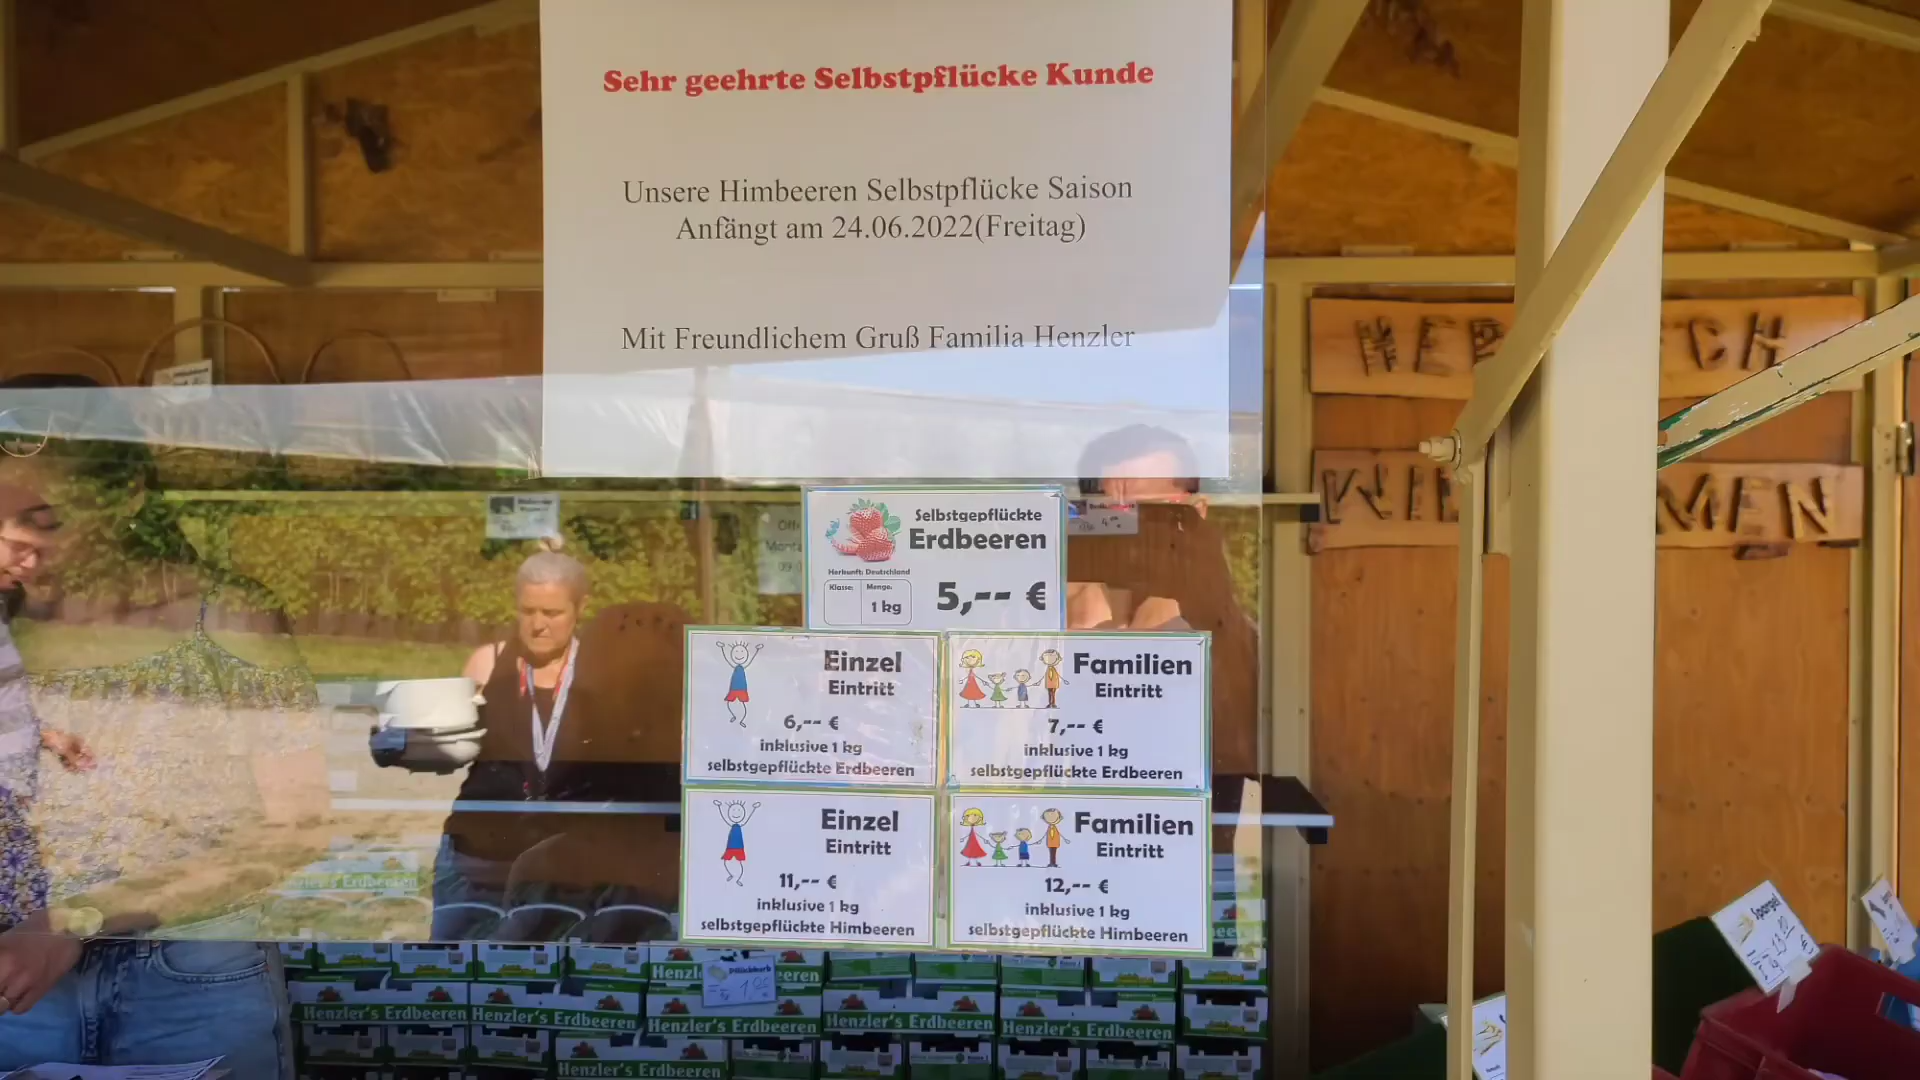 Sehr geehrte Selbstpflücke Kunde
Unsere Himbeeren Selbstpflücke Saison
Anfängt am 24.06.2022(Freitag)
Mit Freundlichem Gruß Familia Henzler
Selbstgepflückte
Erdbeeren
Herkunft: Deutschland
Klasse: Menge:
1 kg
5,-- €
Einzel
Eintritt
6,-- €
inklusive 1 kg
selbstgepflückte Erdbeeren
Familien
Eintritt
7,-- €
inklusive 1 kg
selbstgepflückte Erdbeeren
Einzel
Eintritt
11,-- €
inklusive 1 kg
selbstgepflückte Himbeeren
Familien
Eintritt
12,-- €
inklusive 1 kg
selbstgepflückte Himbeeren
Pflückkorb
Henzler's Erdbeeren
Henzler's Erdbeeren
Henzler's Erdbeeren
Henzler's Erdbeeren
Henzler's Erdbeeren
Henzler's Erdbeeren
Spargel